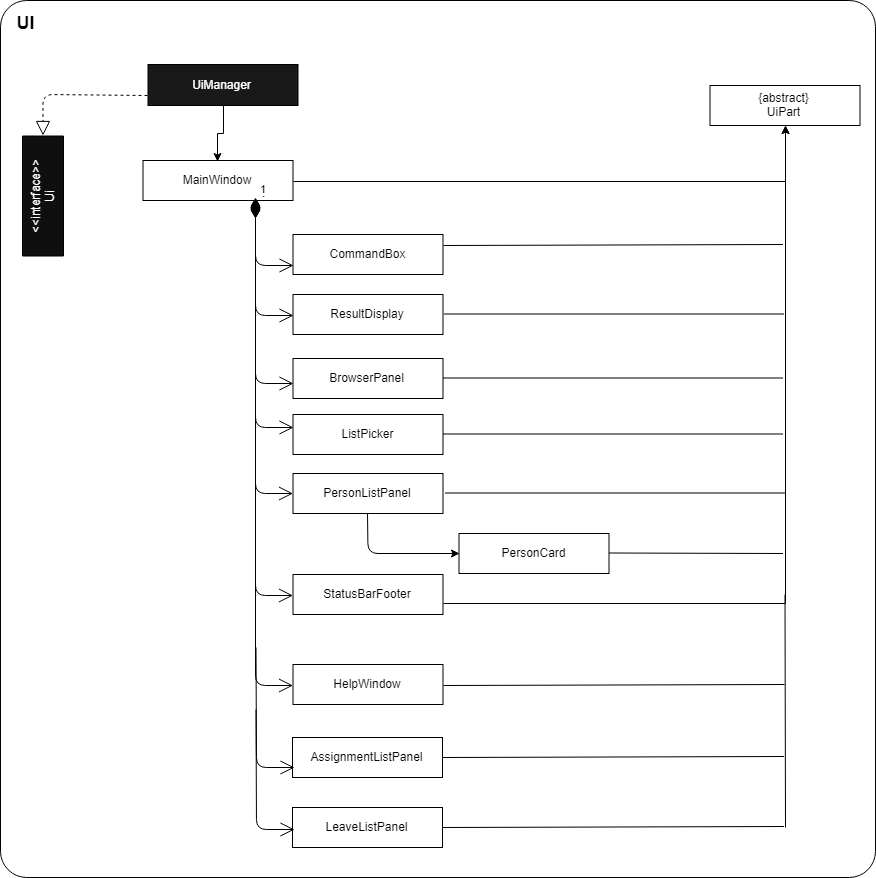 UI
UiManager
{abstract}
UiPart
<<interface>>
Ui
MainWindow
1
CommandBox
ResultDisplay
BrowserPanel
ListPicker
PersonListPanel
PersonCard
StatusBarFooter
HelpWindow
AssignmentListPanel
LeaveListPanel